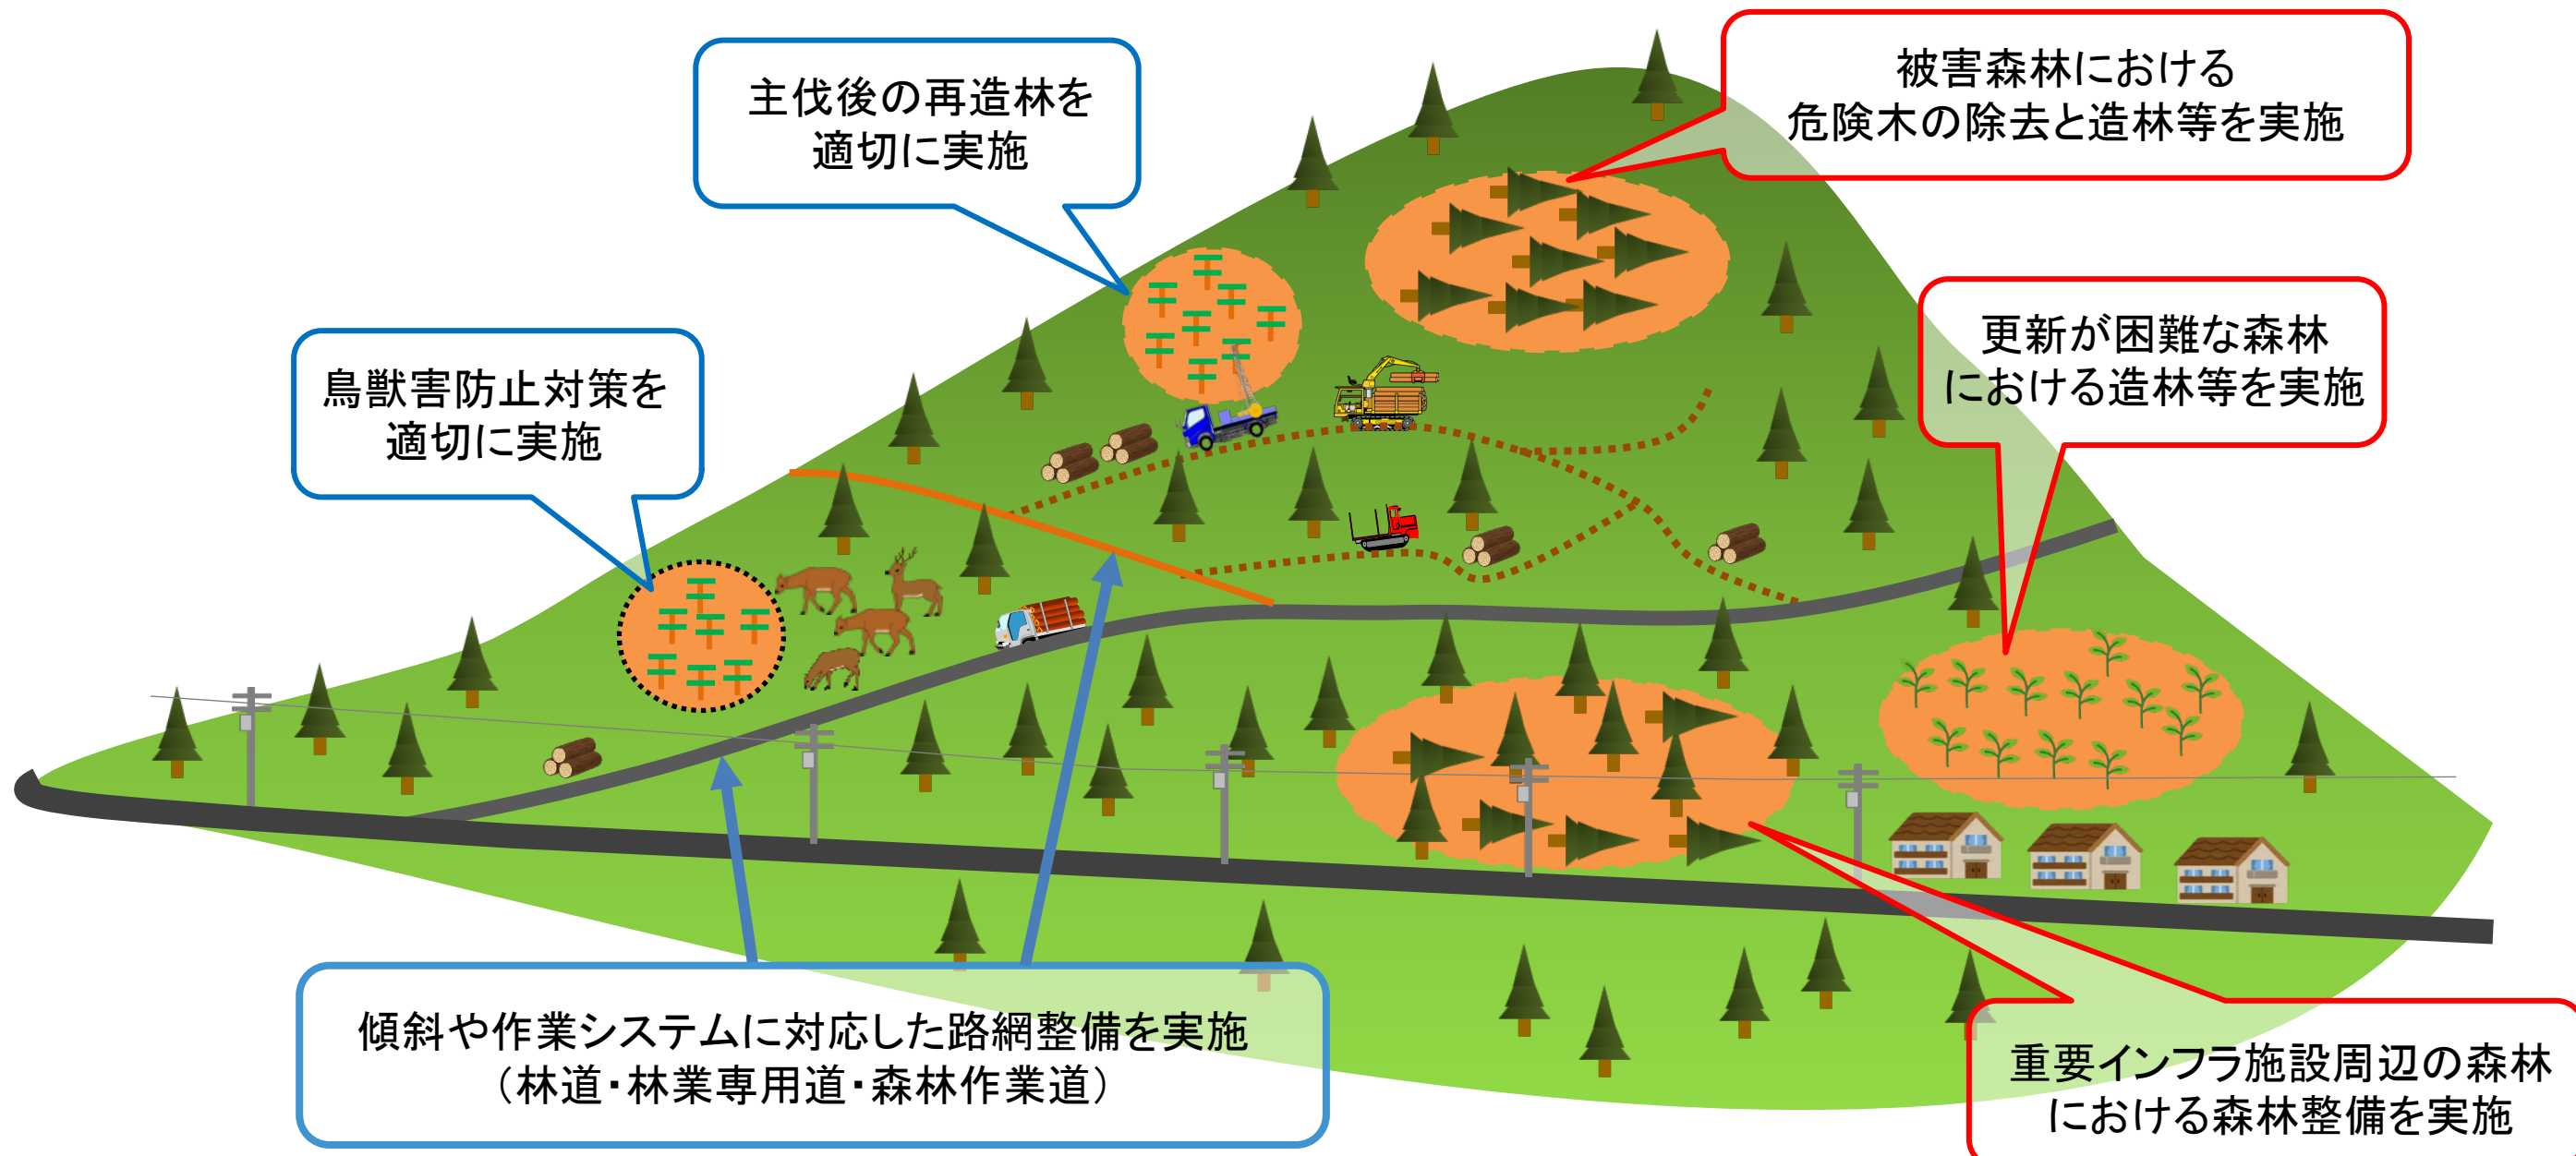 主伐後の再造林を
適切に実施
被害森林における
危険木の除去と造林等を実施
鳥獣害防止対策を
適切に実施
更新が困難な森林
における造林等を実施
傾斜や作業システムに対応した路網整備を実施
（林道・林業専用道・森林作業道）
重要インフラ施設周辺の森林
における森林整備を実施